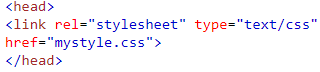 <head>
<link rel="stylesheet" type="text/css"
href="mystyle.css">
</head>